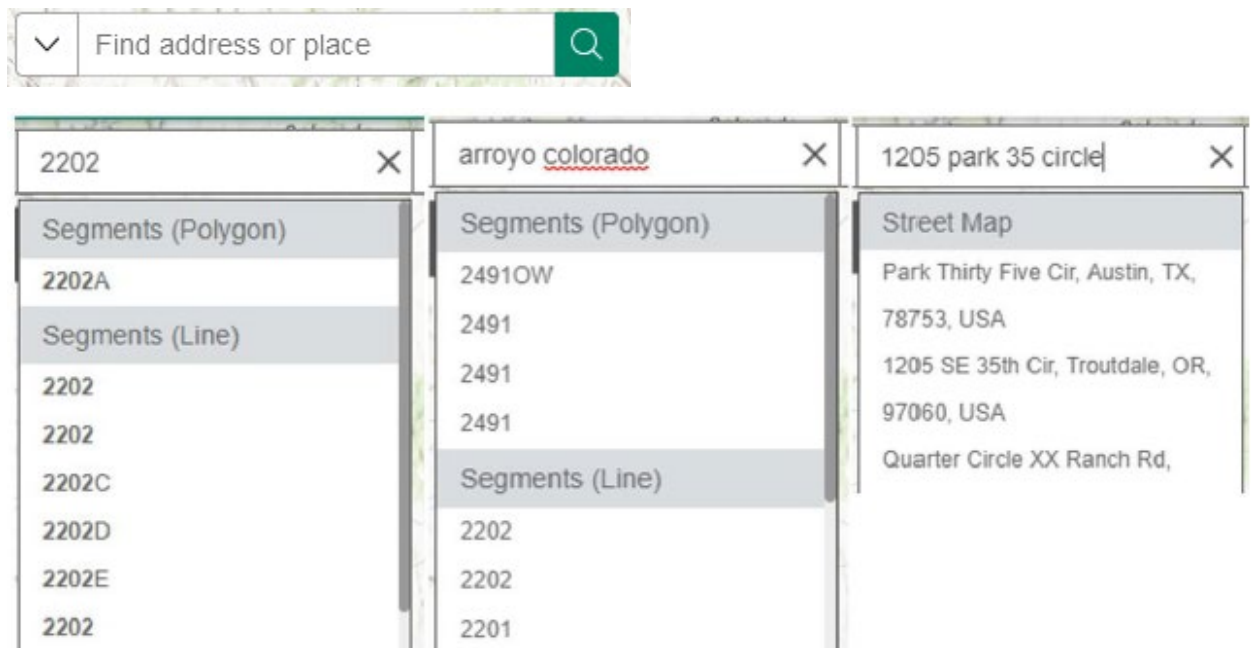 Find address or place
2202
Segments (Polygon)
2202A
Segments (Line)
2202
2202
2202C
2202D
2202E
2202
arroyo colorado
Segments (Polygon)
2491OW
2491
2491
2491
Segments (Line)
2202
2202
2201
1205 park 35 circle
Street Map
Park Thirty Five Cir, Austin, TX,
78753, USA
1205 SE 35th Cir, Troutdale, OR,
97060, USA
Quarter Circle XX Ranch Rd,